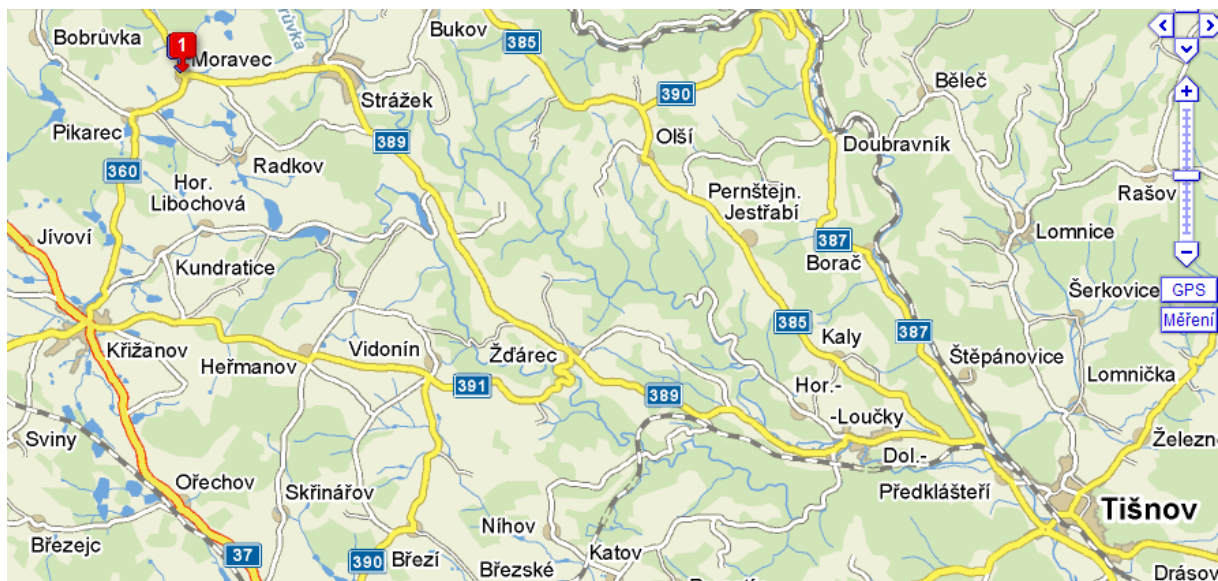 Bobrůvka
růvka
Bukov
385
1
Moravec
390
Běleč
Strážek
Pikarec
Olší
389
Doubravník
Radkov
360
Rašov
Hor.
Libochová
Pernštejn.
Jestřabí
Jívoví
387
Lomnice
Kundratice
Borač
Šerkovice
GPS
385
Měření
Křižanov
Vidonín
Žďárec
Kaly
387
Heřmanov
Štěpánovice
391
389
Hor.-
Lomnička
-Loučky
Sviny
Dol.-
Železn
Ořechov
Skřinářov
Předklášteří
Níhov
Tišnov
Březejc
37
390
Březí
Katov
Březské
Drásov